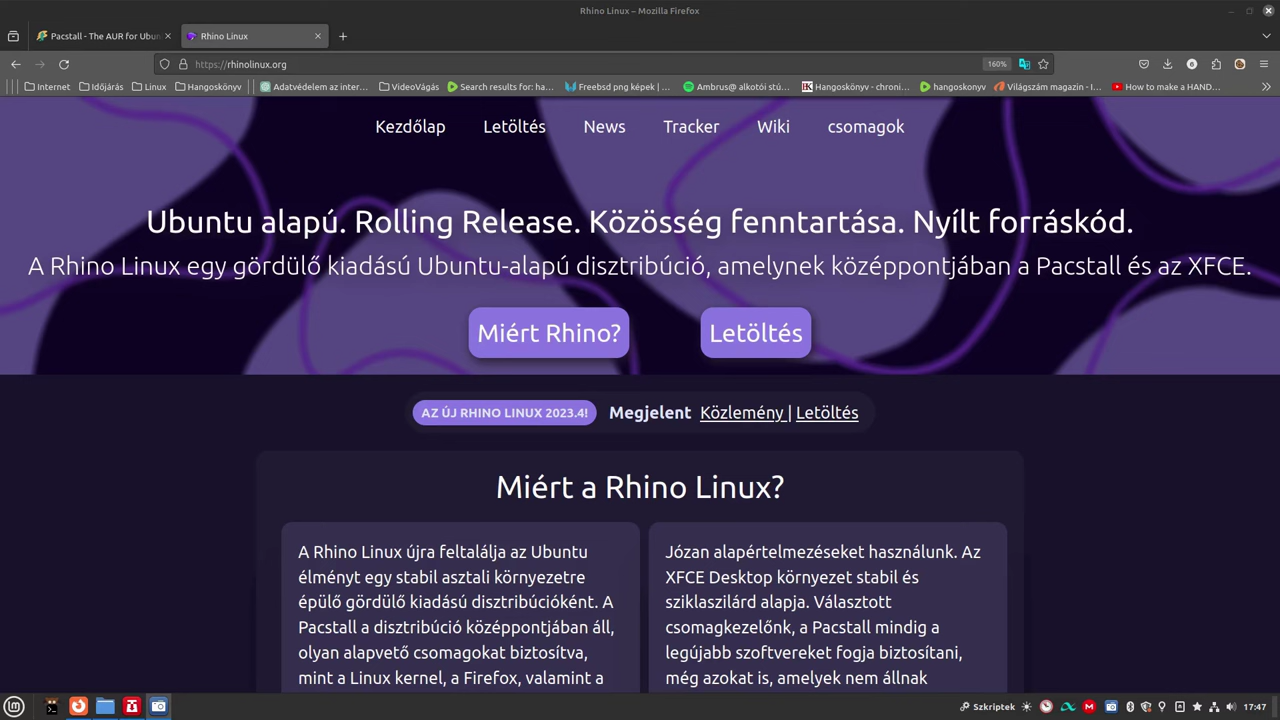 Rhino Linux – Mozilla Firefox
Pacstall - The AUR for Ubun
Rhino Linux
https://rhinolinux.org
160%
Internet
Időjárás
Linux
Hangoskönyv
Adatvédelem az inter…
VideóVágás
Search results for: ha…
Freebsd png képek | …
Ambrus@ alkotói stú…
Hangoskönyv - chroni…
hangoskonyv
Világszám magazin - I…
How to make a HAND…
Kezdőlap
Letöltés
News
Tracker
Wiki
csomagok
Ubuntu alapú. Rolling Release. Közösség fenntartása. Nyílt forráskód.
A Rhino Linux egy gördülő kiadású Ubuntu-alapú disztribúció, amelynek középpontjában a Pacstall és az XFCE.
Miért Rhino?
Letöltés
AZ ÚJ RHINO LINUX 2023.4!
Megjelent
Közlemény | Letöltés
Miért a Rhino Linux?
A Rhino Linux újra feltalálja az Ubuntu
élményt egy stabil asztali környezetre
épülő gördülő kiadású disztribúcióként. A
Pacstall a disztribúció középpontjában áll,
olyan alapvető csomagokat biztosítva,
mint a Linux kernel, a Firefox, valamint a
Józan alapértelmezéseket használunk. Az
XFCE Desktop környezet stabil és
sziklaszilárd alapja. Választott
csomagkezelőnk, a Pacstall mindig a
legújabb szoftvereket fogja biztosítani,
még azokat is, amelyek nem állnak
Szkriptek
17:47